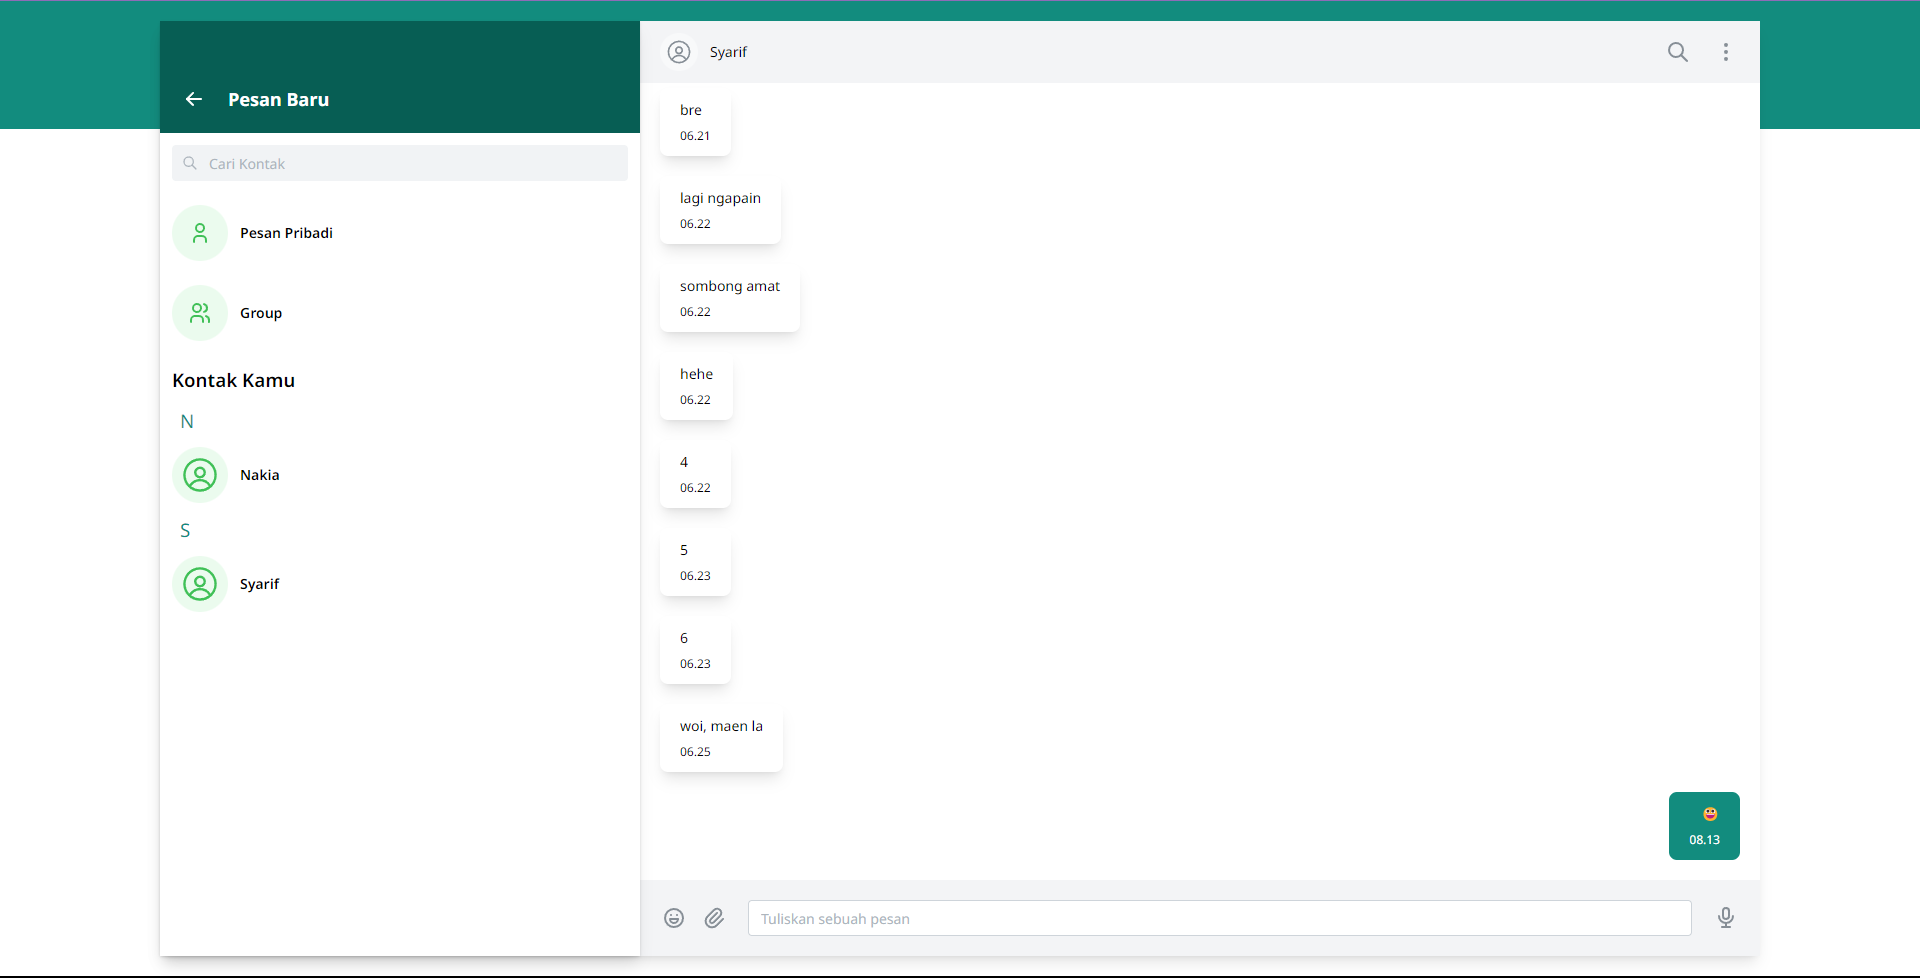 Pesan Baru
Cari Kontak
Pesan Pribadi
Group
Kontak Kamu
N
Nakia
S
Syarif
Syarif
bre
06.21
lagi ngapain
06.22
sombong amat
06.22
hehe
06.22
4
06.22
5
06.23
6
06.23
woi, maen la
06.25
😀
08.13
Tuliskan sebuah pesan